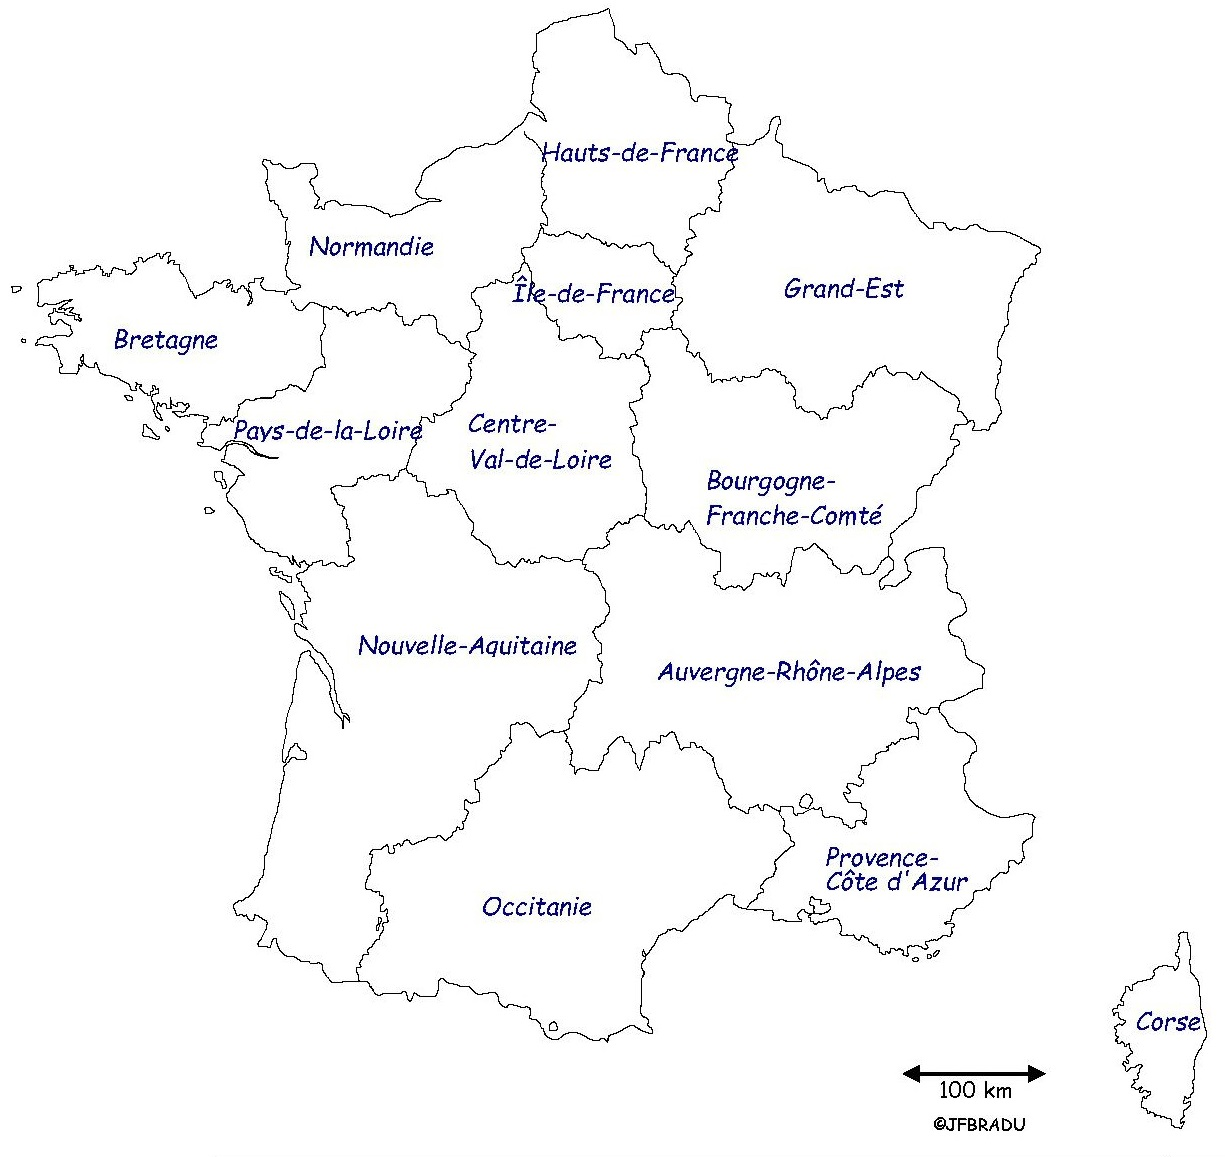 Hauts-de-France
Normandie
Île-de-France
Grand-Est
Bretagne
Pays-de-la-Loire
Centre-
Val-de-Loire
Bourgogne-
Franche-Comté
Nouvelle-Aquitaine
Auvergne-Rhône-Alpes
Provence-
Côte d'Azur
Occitanie
Corse
100 km
©JFBRADU